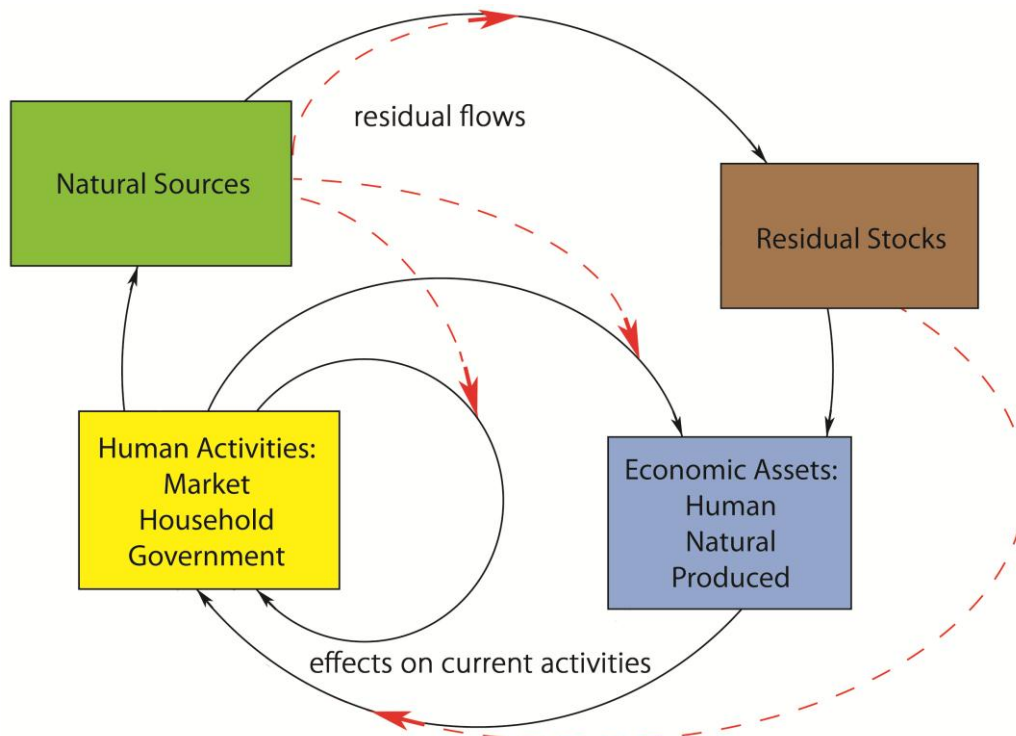 residual flows
Natural Sources
Residual Stocks
Human Activities:
Market
Household
Government
Economic Assets:
Human
Natural
Produced
effects on current activities